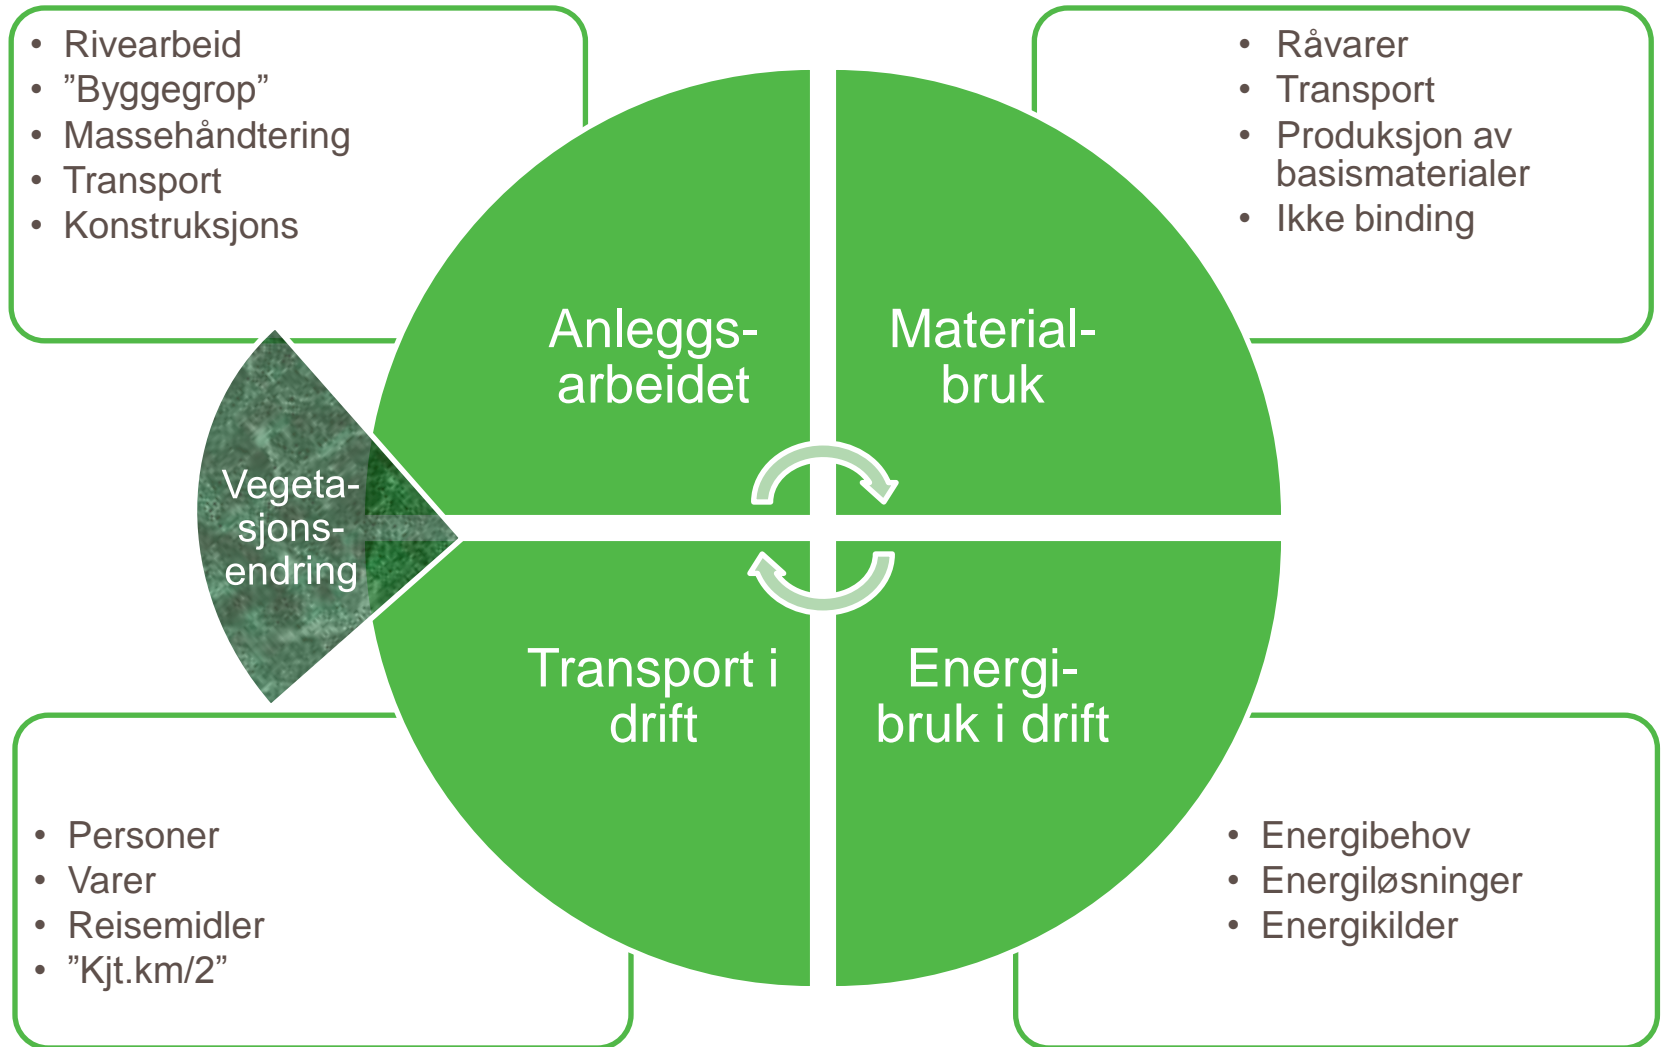 • Rivearbeid
• ”Byggegrop”
• Massehåndtering
• Transport
• Konstruksjons
• Råvarer
• Transport
• Produksjon av
basismaterialer
• Ikke binding
Anleggs-
arbeidet
Material-
bruk
Vegeta-
sjons-
endring
Transport i
drift
Energi-
bruk i drift
• Personer
• Varer
• Reisemidler
• ”Kjt.km/2”
• Energibehov
• Energiløsninger
• Energikilder